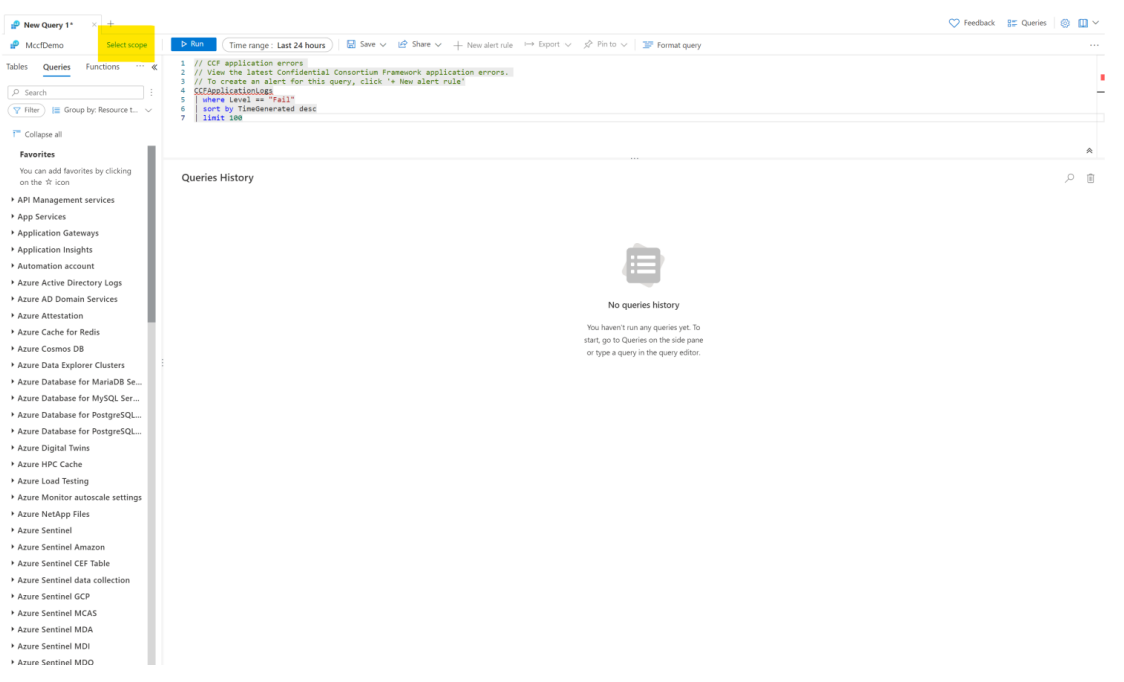 New Query 1*
Feedback
Queries
MccfDemo
Select scope
Run
Time range : Last 24 hours
Save
Share
New alert rule
Export
Pin to
Format query
Tables
Queries
Functions
1 // CCF application errors
2 // View the latest Confidential Consortium Framework application errors.
3 // To create an alert for this query, click '+ New alert rule'
4 CCFApplicationLogs
5 | where Level == "Fail"
6 | sort by TimeGenerated desc
7 | limit 100
Search
Filter
Group by: Resource t...
Collapse all
Favorites
You can add favorites by clicking
on the ☆ icon
API Management services
App Services
Application Gateways
Application Insights
Automation account
Azure Active Directory Logs
Azure AD Domain Services
Azure Attestation
Azure Cache for Redis
Azure Cosmos DB
Azure Data Explorer Clusters
Azure Database for MariaDB Se...
Azure Database for MySQL Ser...
Azure Database for PostgreSQL...
Azure Database for PostgreSQL...
Azure Digital Twins
Azure HPC Cache
Azure Load Testing
Azure Monitor autoscale settings
Azure NetApp Files
Azure Sentinel
Azure Sentinel Amazon
Azure Sentinel CEF Table
Azure Sentinel data collection
Azure Sentinel GCP
Azure Sentinel MCAS
Azure Sentinel MDA
Azure Sentinel MDI
Azure Sentinel MDO
Queries History
No queries history
You haven't run any queries yet. To
start, go to Queries on the side pane
or type a query in the query editor.